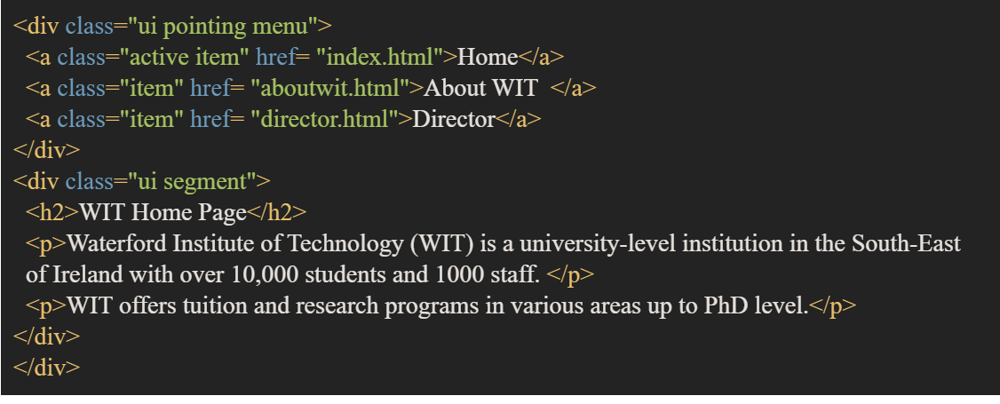 <div class="ui pointing menu">
<a class="active item" href= "index.html">Home</a>
<a class="item" href= "aboutwit.html">About WIT  </a>
<a class="item" href= "director.html">Director</a>
</div>
<div class="ui segment">
<h2>WIT Home Page</h2>
<p>Waterford Institute of Technology (WIT) is a university-level institution in the South-East
of Ireland with over 10,000 students and 1000 staff. </p>
<p>WIT offers tuition and research programs in various areas up to PhD level.</p>
</div>
</div>